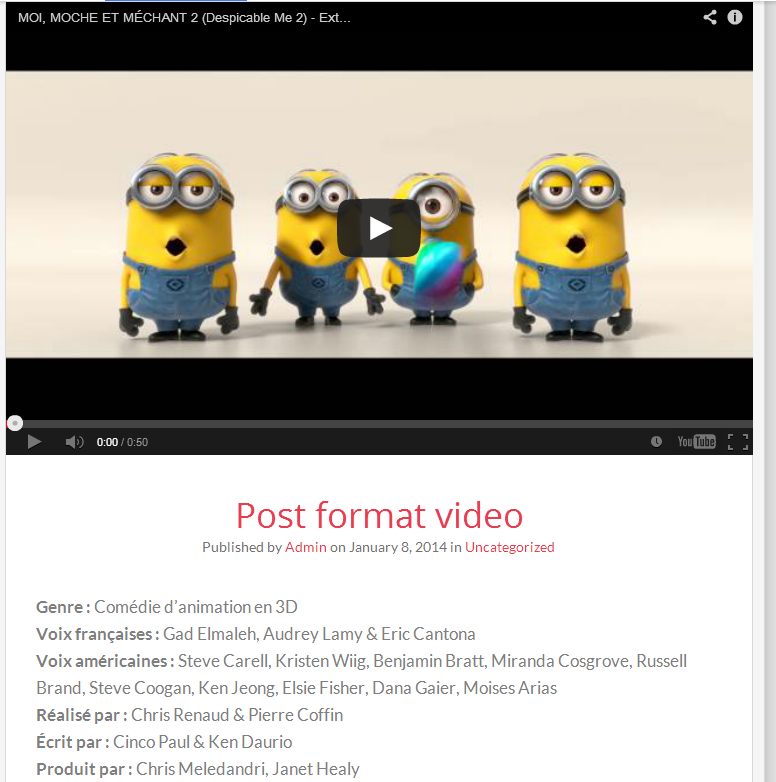 MOI, MOCHE ET MÉCHANT 2 (Despicable Me 2) - Ext...
0:00 / 0:50
YouTube
Post format video
Published by Admin on January 8, 2014 in Uncategorized
Genre : Comédie d’animation en 3D
Voix françaises : Gad Elmaleh, Audrey Lamy & Eric Cantona
Voix américaines : Steve Carell, Kristen Wiig, Benjamin Bratt, Miranda Cosgrove, Russell
Brand, Steve Coogan, Ken Jeong, Elsie Fisher, Dana Gaier, Moises Arias
Réalisé par : Chris Renaud & Pierre Coffin
Écrit par : Cinco Paul & Ken Daurio
Produit par : Chris Meledandri, Janet Healy